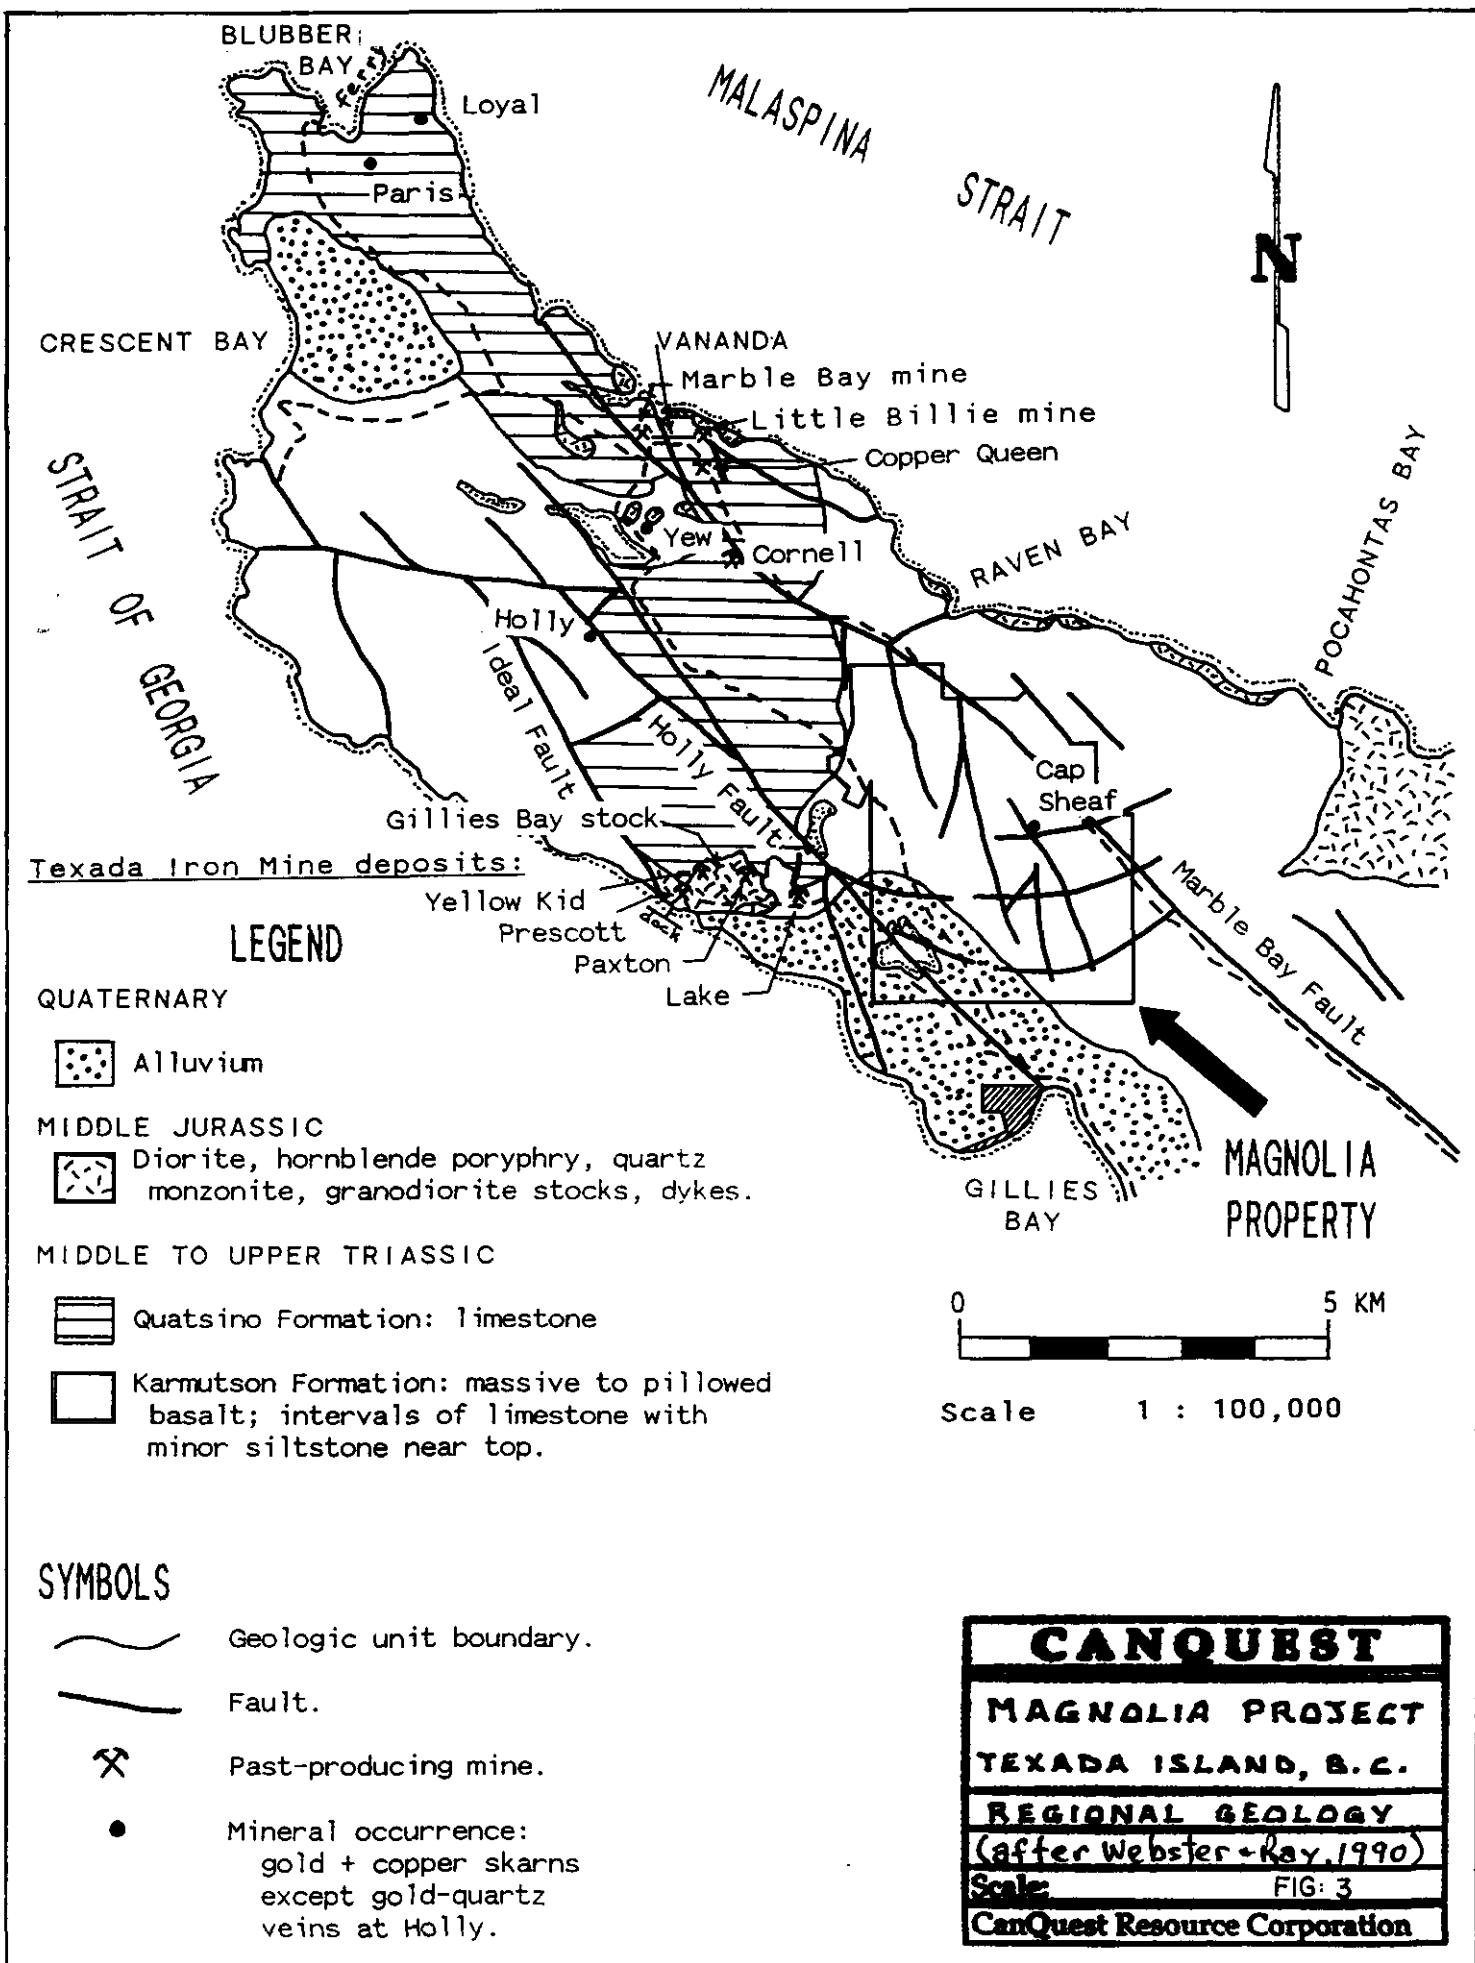 BLUBBER
BAY
Ferry
Loyal
Paris
MALASPINA
STRAIT
N
CRESCENT BAY
VANANDA
Marble Bay mine
Little Billie mine
Copper Queen
STRAIT OF GEORGIA
Yew
Cornell
RAVEN BAY
POCAHONTAS BAY
Holly
Ideal Fault
Holly Fault
Cap
Sheaf
Gillies Bay stock
Texada Iron Mine deposits:
Yellow Kid
dock
Prescott
Paxton
Lake
Marble Bay Fault
GILLIES
BAY
MAGNOLIA
PROPERTY
LEGEND
QUATERNARY
Alluvium
MIDDLE JURASSIC
Diorite, hornblende poryphry, quartz
monzonite, granodiorite stocks, dykes.
MIDDLE TO UPPER TRIASSIC
Quatsino Formation: limestone
Karmutson Formation: massive to pillowed
basalt; intervals of limestone with
minor siltstone near top.
0 5 KM
Scale 1 : 100,000
SYMBOLS
Geologic unit boundary.
Fault.
Past-producing mine.
Mineral occurrence:
gold + copper skarns
except gold-quartz
veins at Holly.
CANQUEST
MAGNOLIA PROJECT
TEXADA ISLAND, B.C.
REGIONAL GEOLOGY
(after Webster + Ray, 1990)
Scale: FIG: 3
CanQuest Resource Corporation